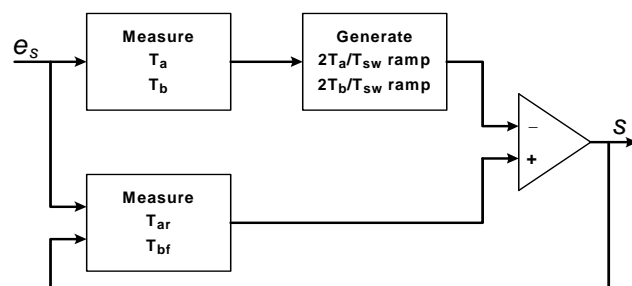 e_s
Measure
T_a
T_b
Generate
2T_a/T_sw ramp
2T_b/T_sw ramp
−
+
s
Measure
T_ar
T_bf